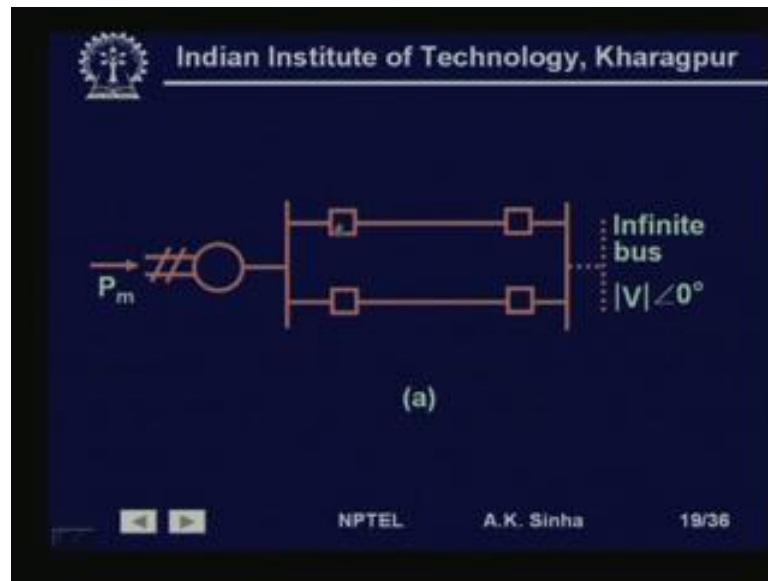 Indian Institute of Technology, Kharagpur
Infinite
bus
Pm
|V|∠0°
(a)
NPTEL A.K. Sinha 19/36